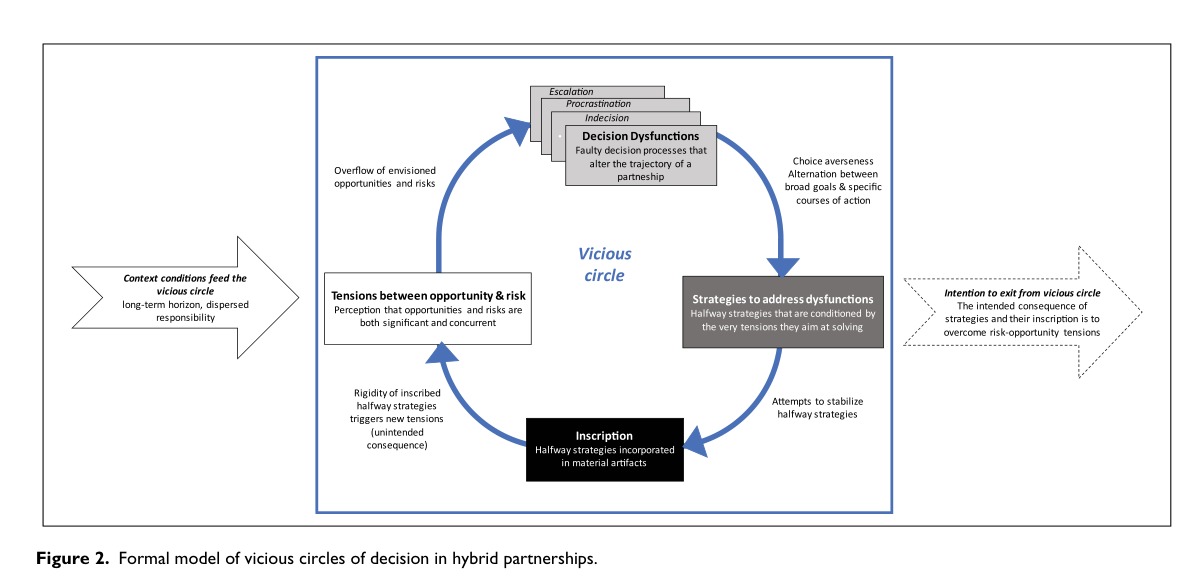 Escalation
Procrastination
Indecision
Decision Dysfunctions
Faulty decision processes that
alter the trajectory of a
partneship
Overflow of envisioned
opportunities and risks
Choice averseness
Alternation between
broad goals & specific
courses of action
Vicious
circle
Context conditions feed the
vicious circle
long-term horizon, dispersed
responsibility
Tensions between opportunity & risk
Perception that opportunities and risks are
both significant and concurrent
Strategies to address dysfunctions
Halfway strategies that are conditioned by
the very tensions they aim at solving
Intention to exit from vicious circle
The intended consequence of
strategies and their inscription is to
overcome risk-opportunity tensions
Rigidity of inscribed
halfway strategies
triggers new tensions
(unintended
consequence)
Attempts to stabilize
halfway strategies
Inscription
Halfway strategies incorporated
in material artifacts
Figure 2. Formal model of vicious circles of decision in hybrid partnerships.